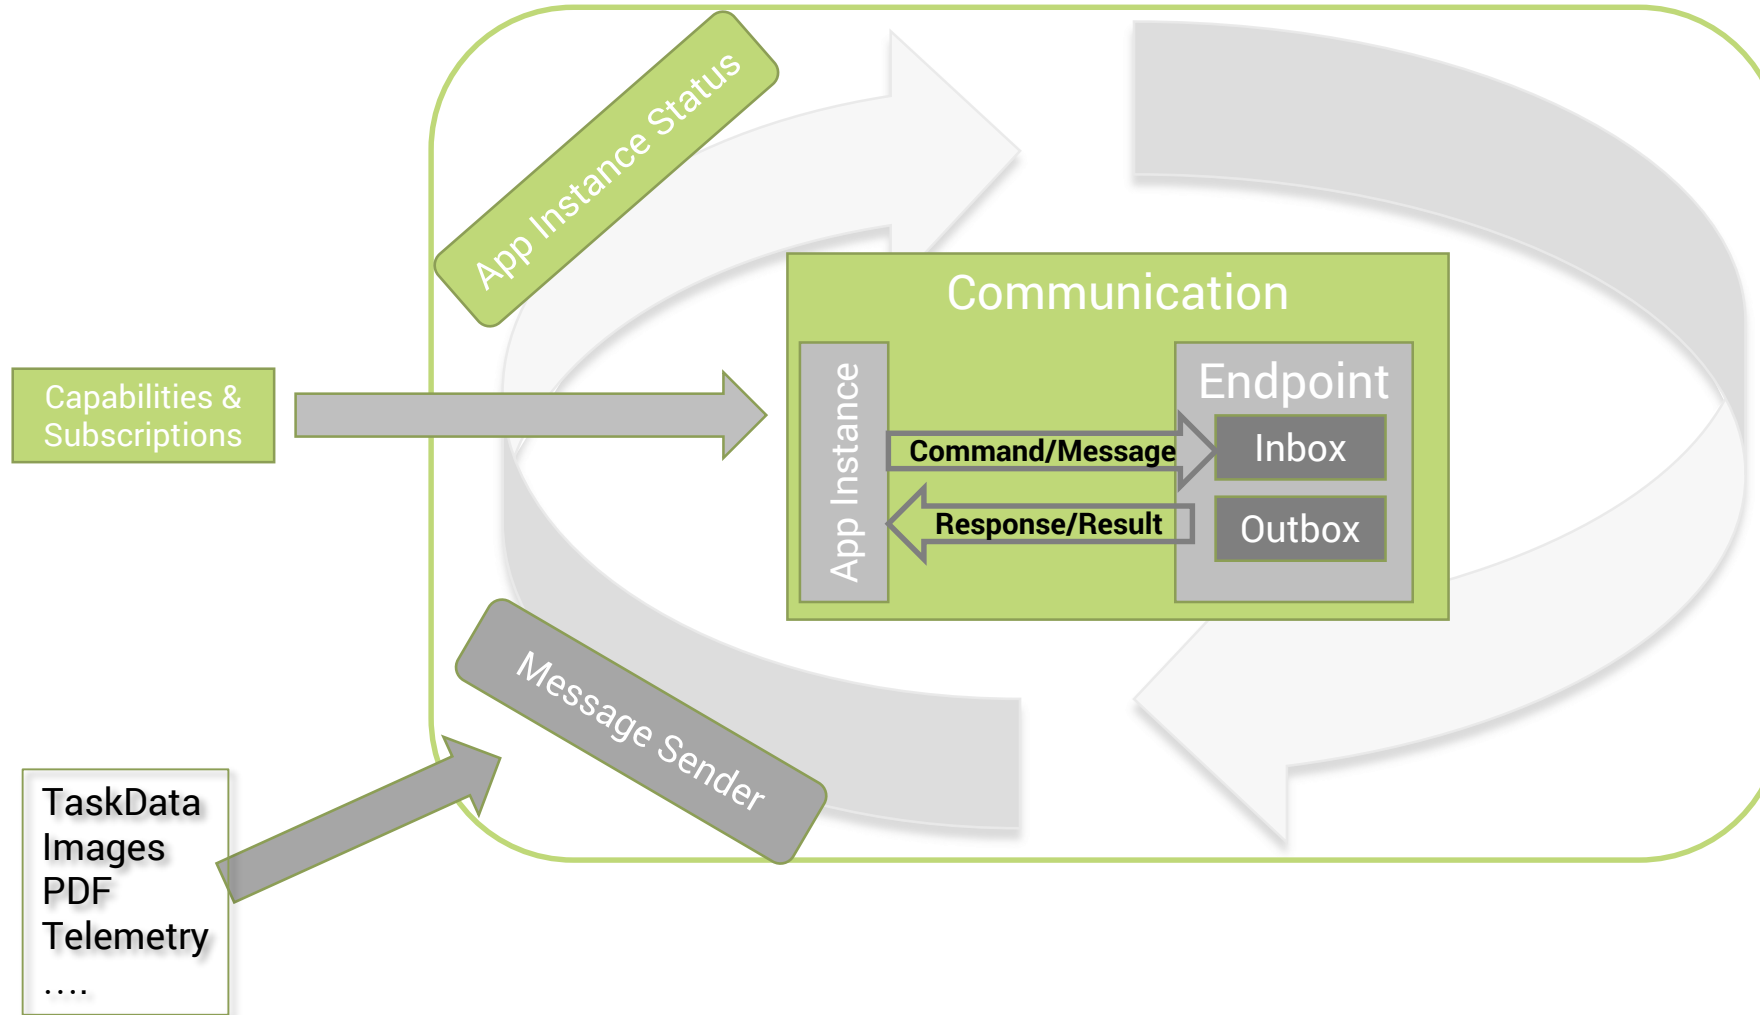 App Instance Status
Communication
Capabilities &
Subscriptions
App Instance
Endpoint
Command/Message
Inbox
Response/Result
Outbox
Message Sender
TaskData
Images
PDF
Telemetry
....